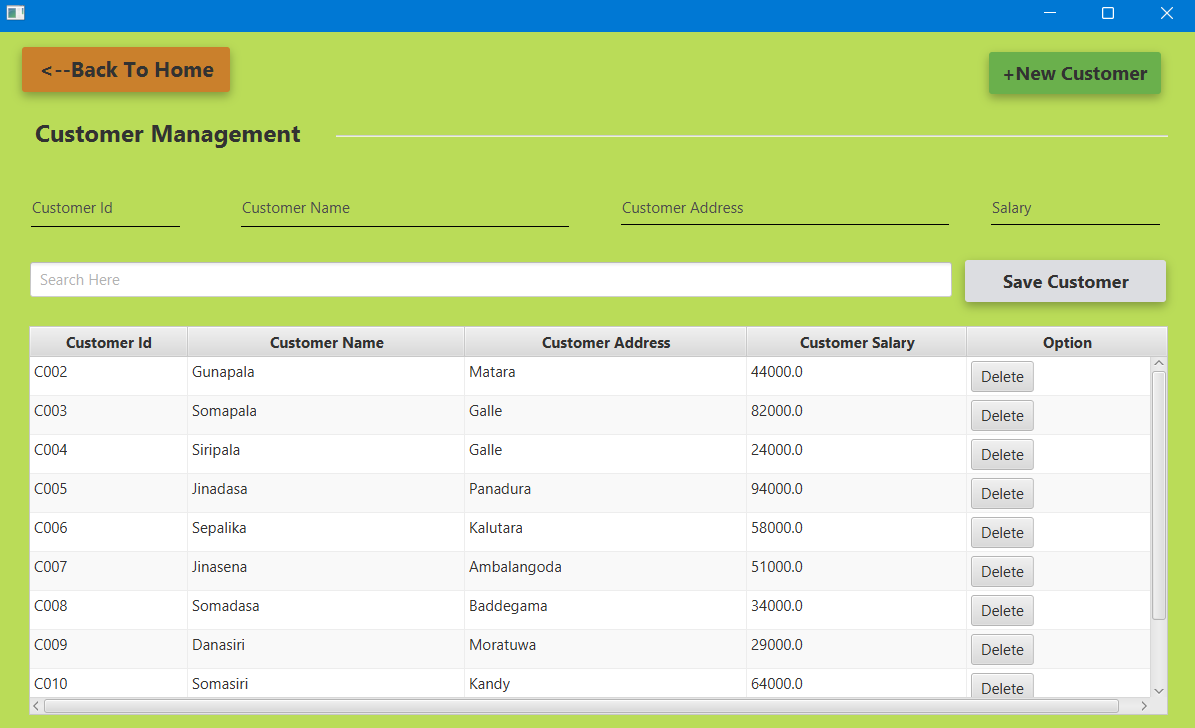 <--Back To Home
+New Customer
Customer Management
Customer Id Customer Name Customer Address Salary
Search Here Save Customer
Customer Id Customer Name Customer Address Customer Salary Option
C002 Gunapala Matara 44000.0 Delete
C003 Somapala Galle 82000.0 Delete
C004 Siripala Galle 24000.0 Delete
C005 Jinadasa Panadura 94000.0 Delete
C006 Sepalika Kalutara 58000.0 Delete
C007 Jinasena Ambalangoda 51000.0 Delete
C008 Somadasa Baddegama 34000.0 Delete
C009 Danasiri Moratuwa 29000.0 Delete
C010 Somasiri Kandy 64000.0 Delete